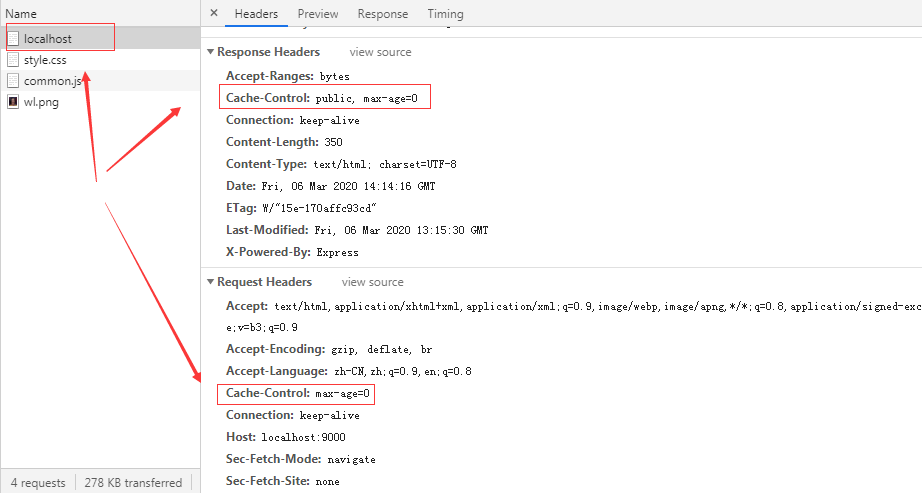 Name
× Headers Preview Response Timing
localhost
style.css
common.js
wl.png
▼ Response Headers view source
Accept-Ranges: bytes
Cache-Control: public, max-age=0
Connection: keep-alive
Content-Length: 350
Content-Type: text/html; charset=UTF-8
Date: Fri, 06 Mar 2020 14:14:16 GMT
ETag: W/"15e-170affc93cd"
Last-Modified: Fri, 06 Mar 2020 13:15:30 GMT
X-Powered-By: Express
▼ Request Headers view source
Accept: text/html,application/xhtml+xml,application/xml;q=0.9,image/webp,image/apng,*/*;q=0.8,application/signed-exc
e;v=b3;q=0.9
Accept-Encoding: gzip, deflate, br
Accept-Language: zh-CN,zh;q=0.9,en;q=0.8
Cache-Control: max-age=0
Connection: keep-alive
Host: localhost:9000
Sec-Fetch-Mode: navigate
Sec-Fetch-Site: none
4 requests 278 KB transferred